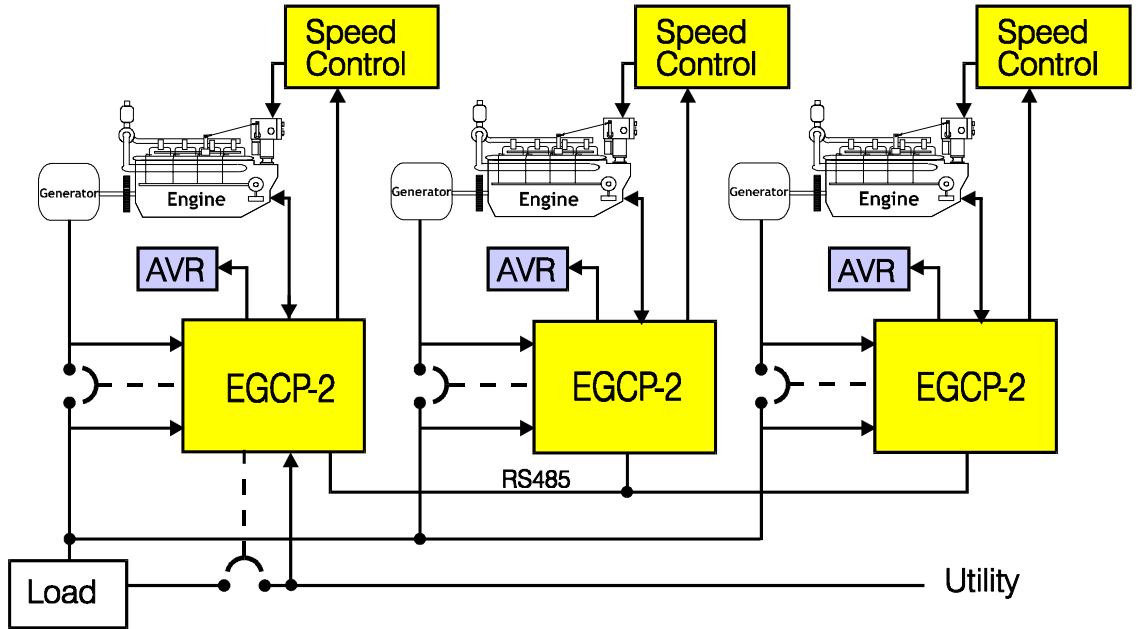 Speed
Control
Speed
Control
Speed
Control
Generator
Engine
Generator
Engine
Generator
Engine
AVR
AVR
AVR
EGCP-2
EGCP-2
EGCP-2
RS485
Load
Utility